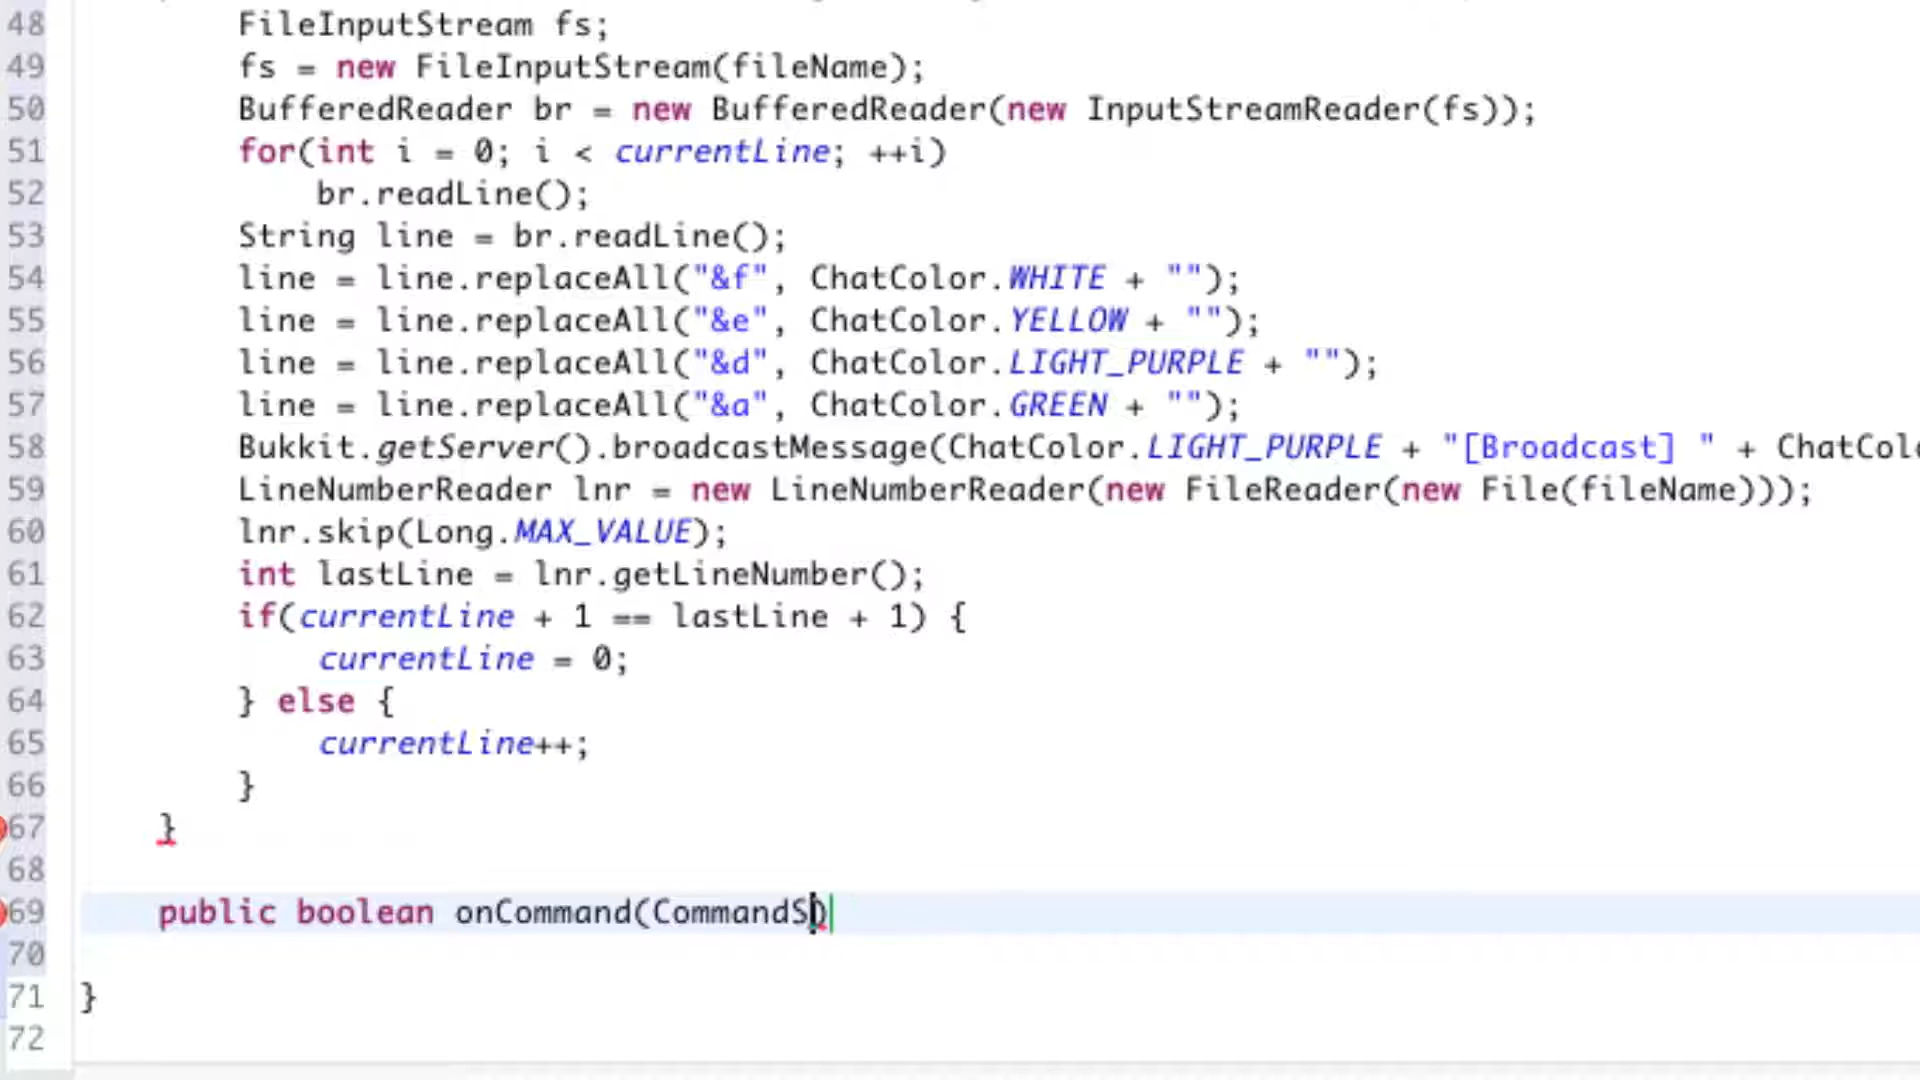 48 FileInputStream fs;
49 fs = new FileInputStream(fileName);
50 BufferedReader br = new BufferedReader(new InputStreamReader(fs));
51 for(int i = 0; i < currentLine; ++i)
52 br.readLine();
53 String line = br.readLine();
54 line = line.replaceAll("&f", ChatColor.WHITE + "");
55 line = line.replaceAll("&e", ChatColor.YELLOW + "");
56 line = line.replaceAll("&d", ChatColor.LIGHT_PURPLE + "");
57 line = line.replaceAll("&a", ChatColor.GREEN + "");
58 Bukkit.getServer().broadcastMessage(ChatColor.LIGHT_PURPLE + "[Broadcast] " + ChatCol
59 LineNumberReader lnr = new LineNumberReader(new FileReader(new File(fileName)));
60 lnr.skip(Long.MAX_VALUE);
61 int lastLine = lnr.getLineNumber();
62 if(currentLine + 1 == lastLine + 1) {
63 currentLine = 0;
64 } else {
65 currentLine++;
66 }
67 }
68
69 public boolean onCommand(CommandS)
70
71 }
72